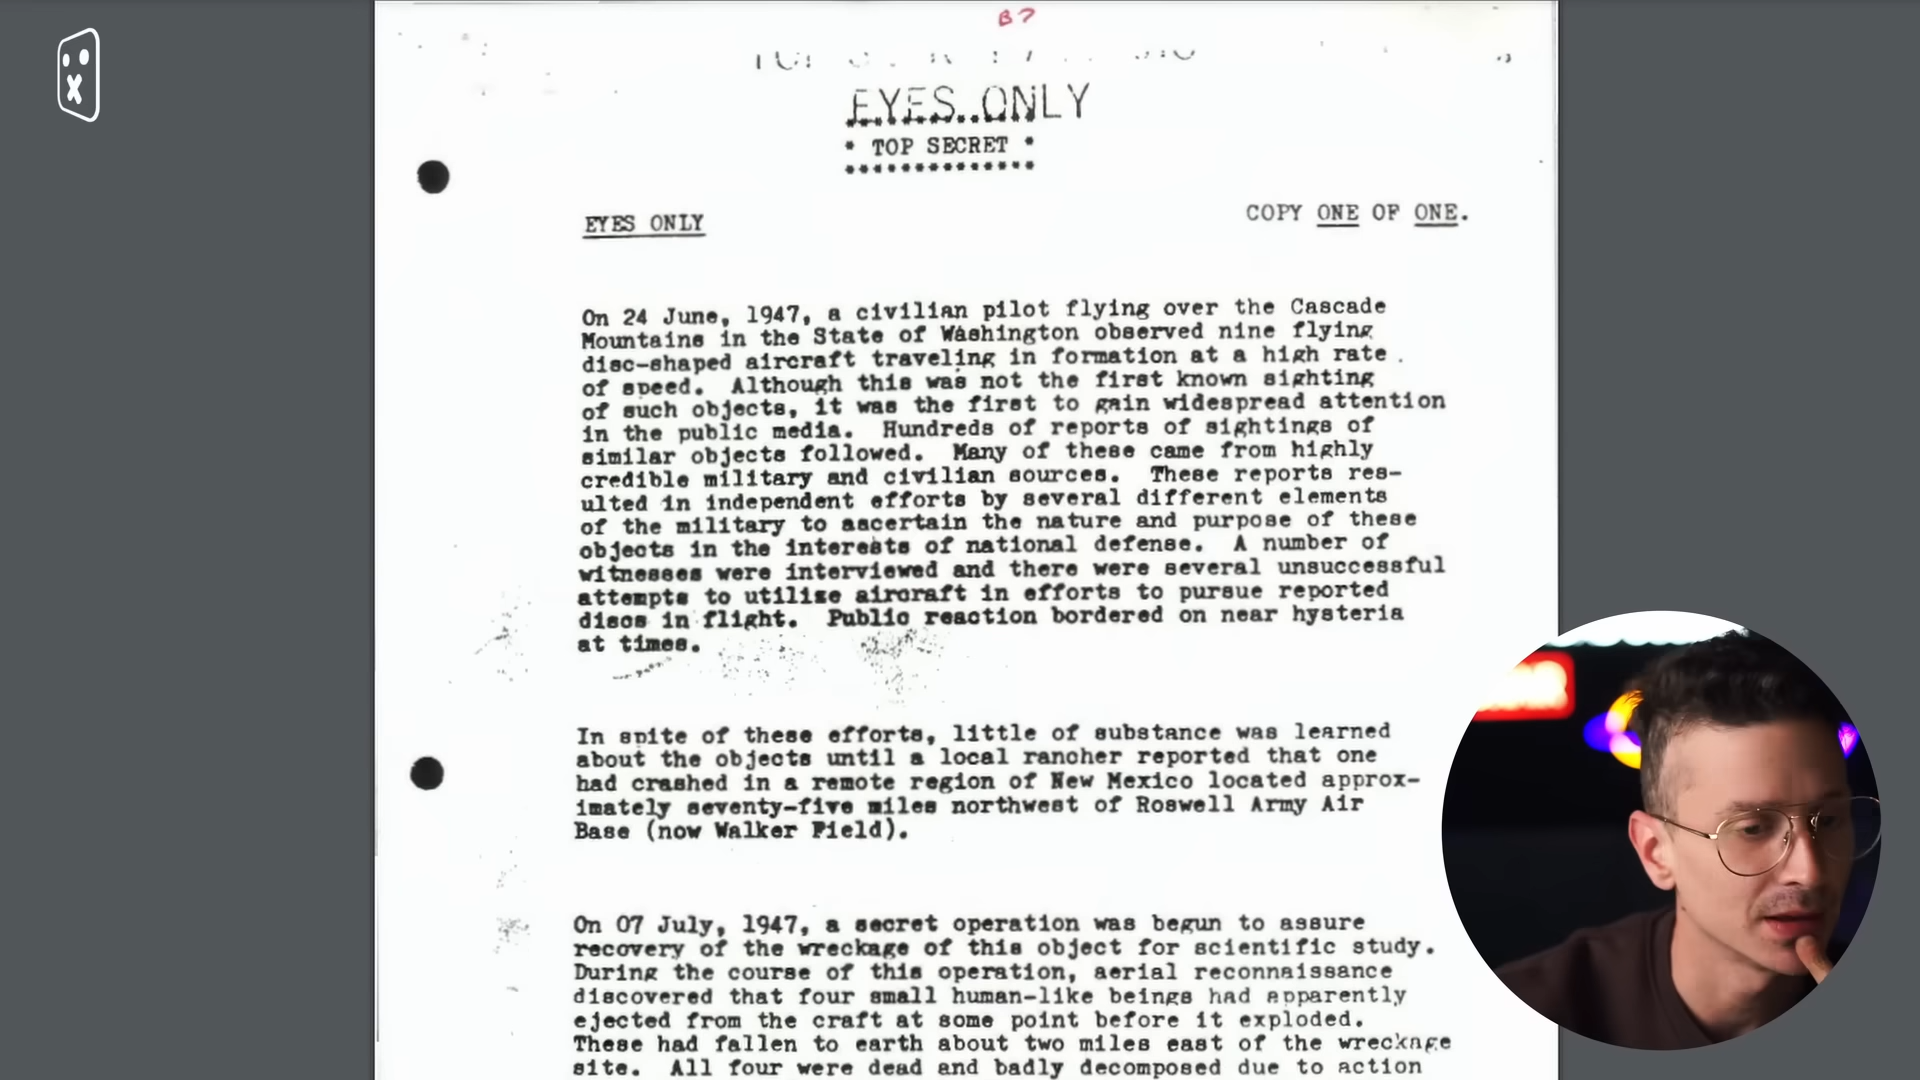 B7
EYES ONLY
* TOP SECRET *
EYES ONLY
COPY ONE OF ONE.
On 24 June, 1947, a civilian pilot flying over the Cascade
Mountains in the State of Washington observed nine flying
disc-shaped aircraft traveling in formation at a high rate
of speed. Although this was not the first known sighting
of such objects, it was the first to gain widespread attention
in the public media. Hundreds of reports of sightings of
similar objects followed. Many of these came from highly
credible military and civilian sources. These reports res-
ulted in independent efforts by several different elements
of the military to ascertain the nature and purpose of these
objects in the interests of national defense. A number of
witnesses were interviewed and there were several unsuccessful
attempts to utilize aircraft in efforts to pursue reported
discs in flight. Public reaction bordered on near hysteria
at times.
In spite of these efforts, little of substance was learned
about the objects until a local rancher reported that one
had crashed in a remote region of New Mexico located approx-
imately seventy-five miles northwest of Roswell Army Air
Base (now Walker Field).
On 07 July, 1947, a secret operation was begun to assure
recovery of the wreckage of this object for scientific study.
During the course of this operation, aerial reconnaissance
discovered that four small human-like beings had apparently
ejected from the craft at some point before it exploded.
These had fallen to earth about two miles east of the wreckage
site. All four were dead and badly decomposed due to action